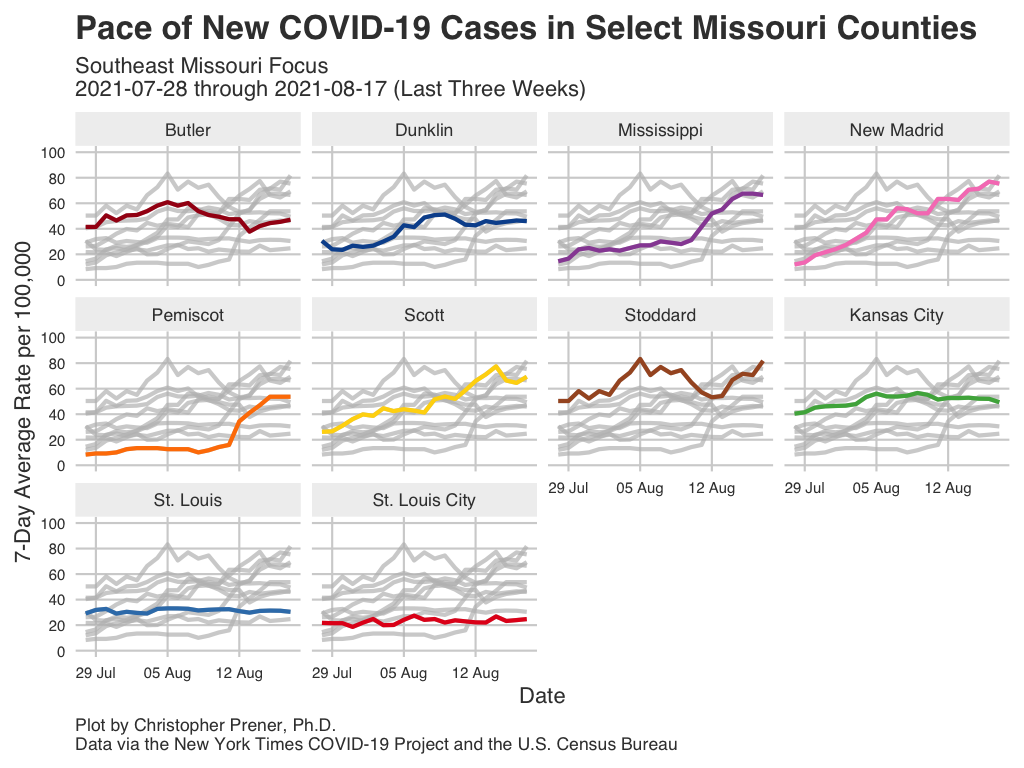 Pace of New COVID-19 Cases in Select Missouri Counties
Southeast Missouri Focus
2021-07-28 through 2021-08-17 (Last Three Weeks)
Butler Dunklin Mississippi New Madrid
100
80
60
40
20
0
Pemiscot Scott Stoddard Kansas City
100
80
60
40
20
0
29 Jul 05 Aug 12 Aug 29 Jul 05 Aug 12 Aug
St. Louis St. Louis City
100
80
60
40
20
0
29 Jul 05 Aug 12 Aug 29 Jul 05 Aug 12 Aug
7-Day Average Rate per 100,000
Date
Plot by Christopher Prener, Ph.D.
Data via the New York Times COVID-19 Project and the U.S. Census Bureau